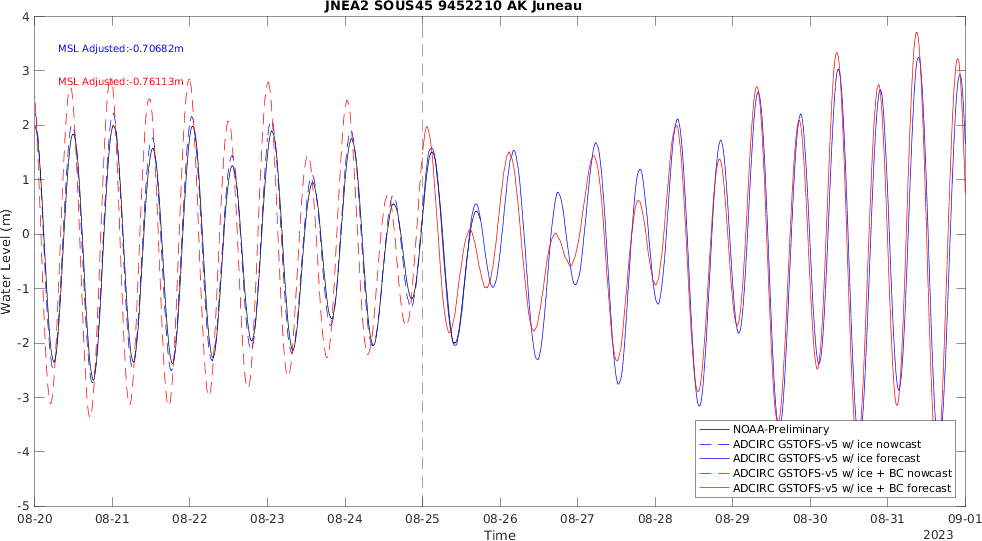 JNEA2 SOUS45 9452210 AK Juneau
4
3
2
1
0
-1
-2
-3
-4
-5
Water Level (m)
MSL Adjusted:-0.70682m
MSL Adjusted:-0.76113m
NOAA-Preliminary
ADCIRC GSTOFS-v5 w/ ice nowcast
ADCIRC GSTOFS-v5 w/ ice forecast
ADCIRC GSTOFS-v5 w/ ice + BC nowcast
ADCIRC GSTOFS-v5 w/ ice + BC forecast
08-20 08-21 08-22 08-23 08-24 08-25 08-26 08-27 08-28 08-29 08-30 08-31 09-01
Time 2023